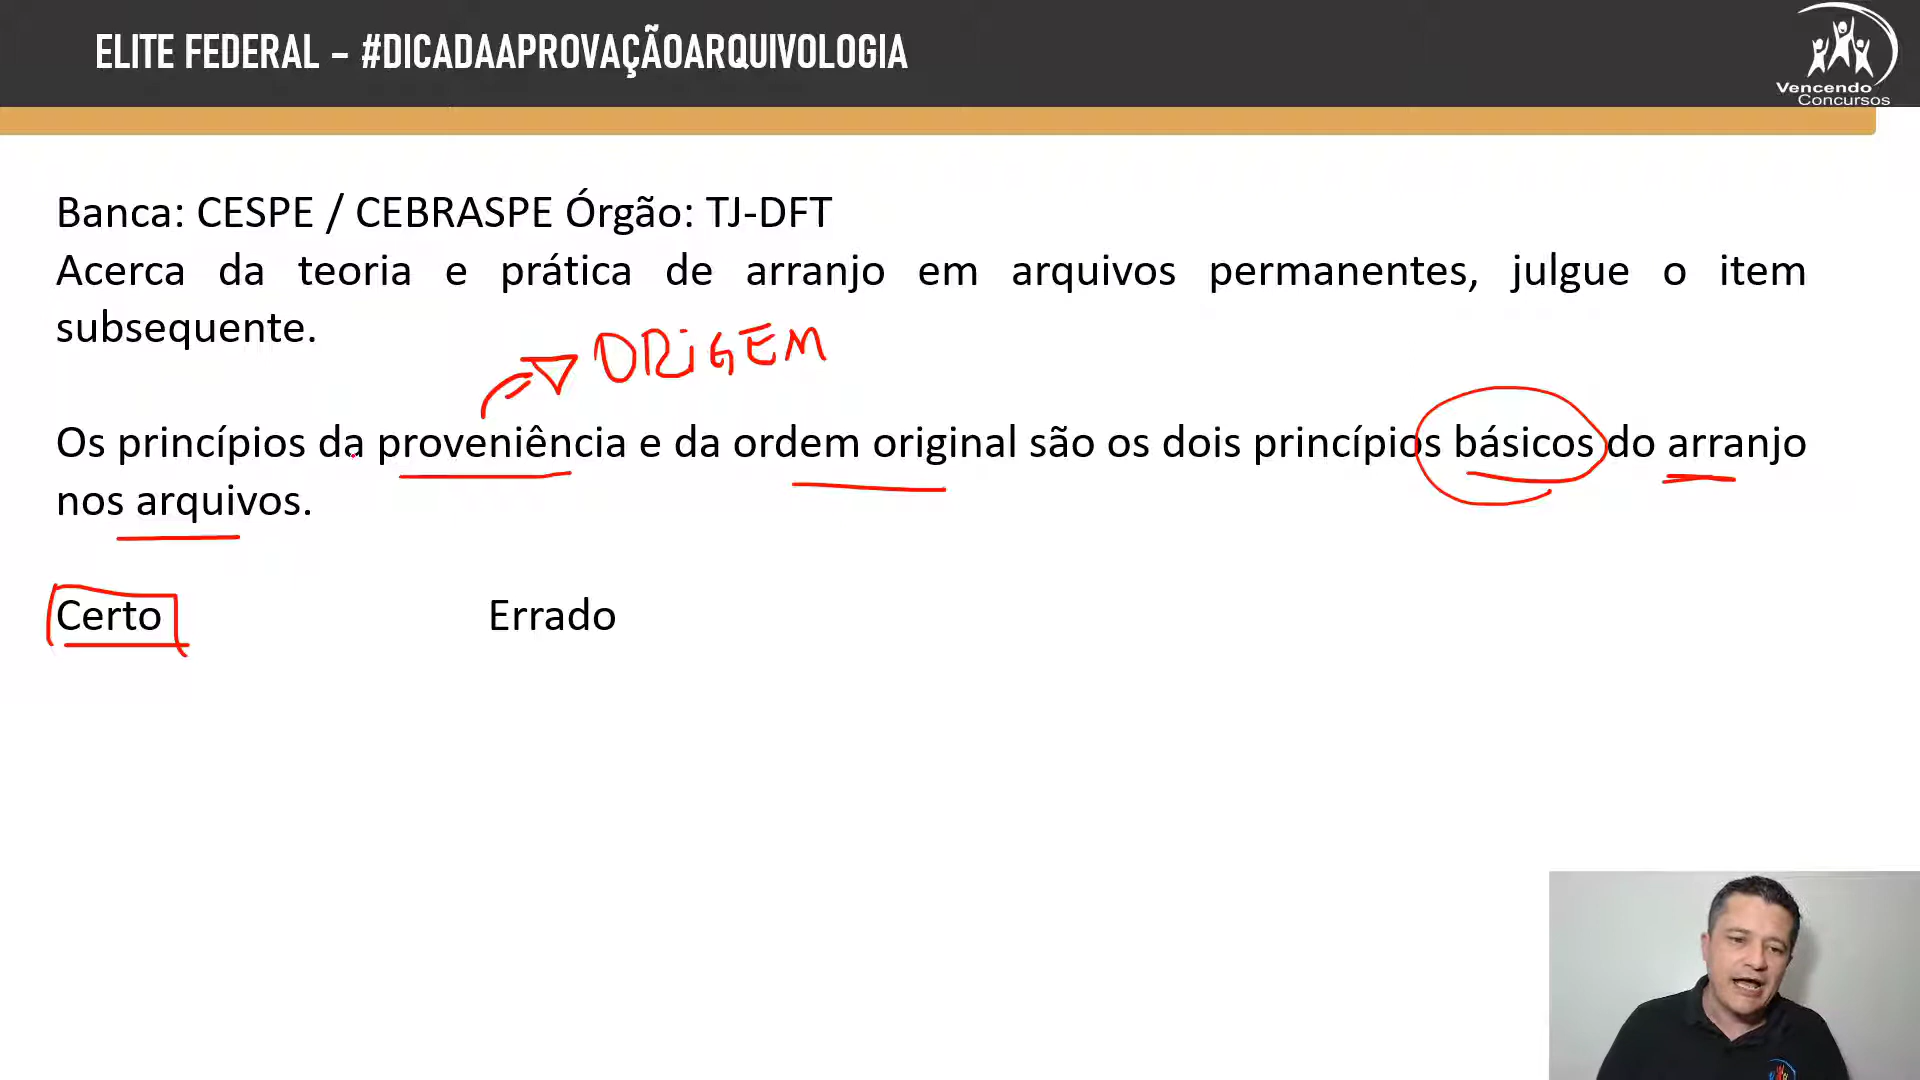 ELITE FEDERAL – #DICADAAPROVAÇÃOARQUIVOLOGIA
Vencendo
Concursos
Banca: CESPE / CEBRASPE Órgão: TJ-DFT
Acerca da teoria e prática de arranjo em arquivos permanentes, julgue o item
subsequente.
ORIGEM
Os princípios da proveniência e da ordem original são os dois princípios básicos do arranjo
nos arquivos.
Certo Errado